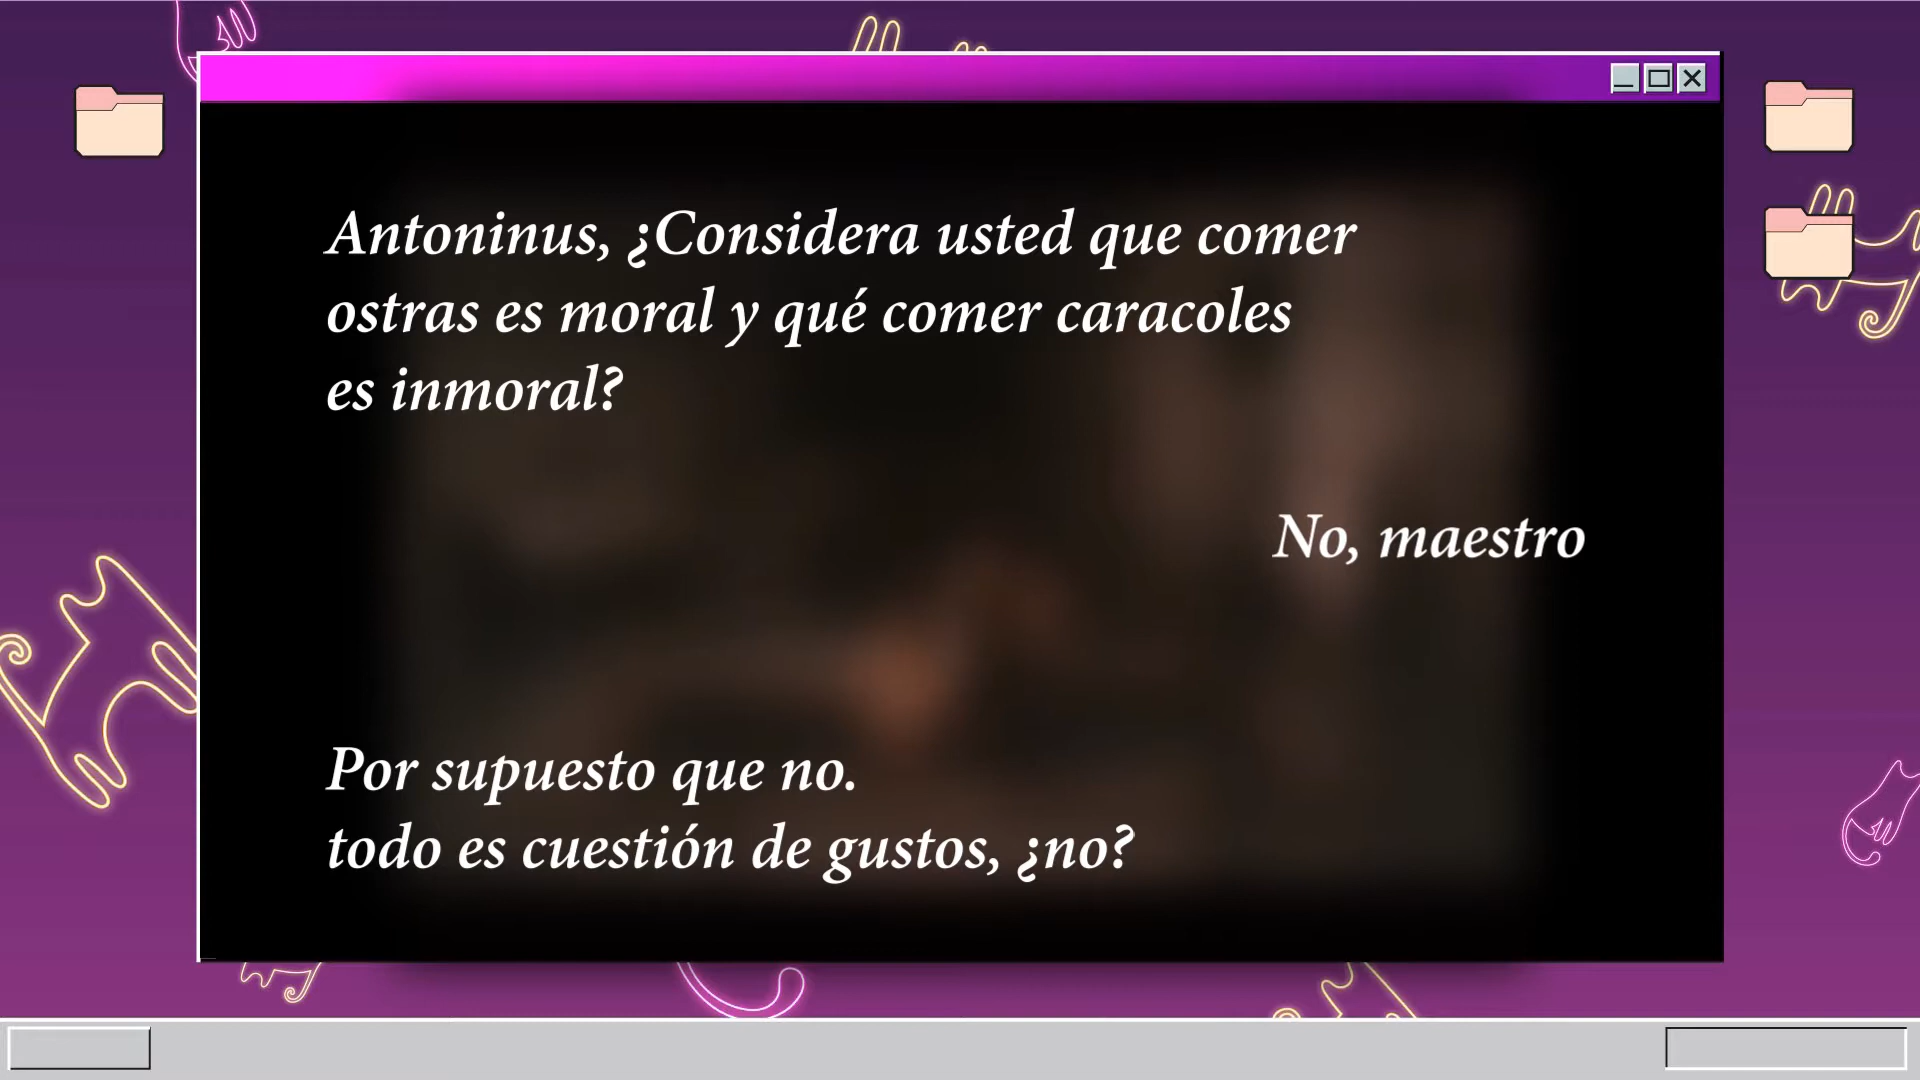 Antoninus, ¿Considera usted que comer
ostras es moral y qué comer caracoles
es inmoral?
No, maestro
Por supuesto que no.
todo es cuestión de gustos, ¿no?